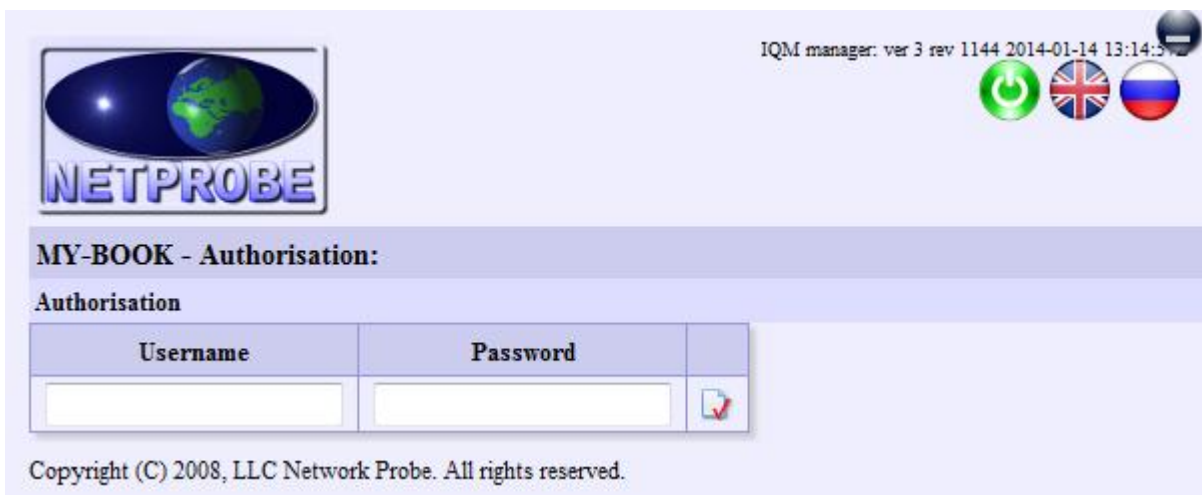 IQM manager: ver 3 rev 1144 2014-01-14 13:14:
NETPROBE
MY-BOOK - Authorisation:
Authorisation
Username Password
Copyright (C) 2008, LLC Network Probe. All rights reserved.